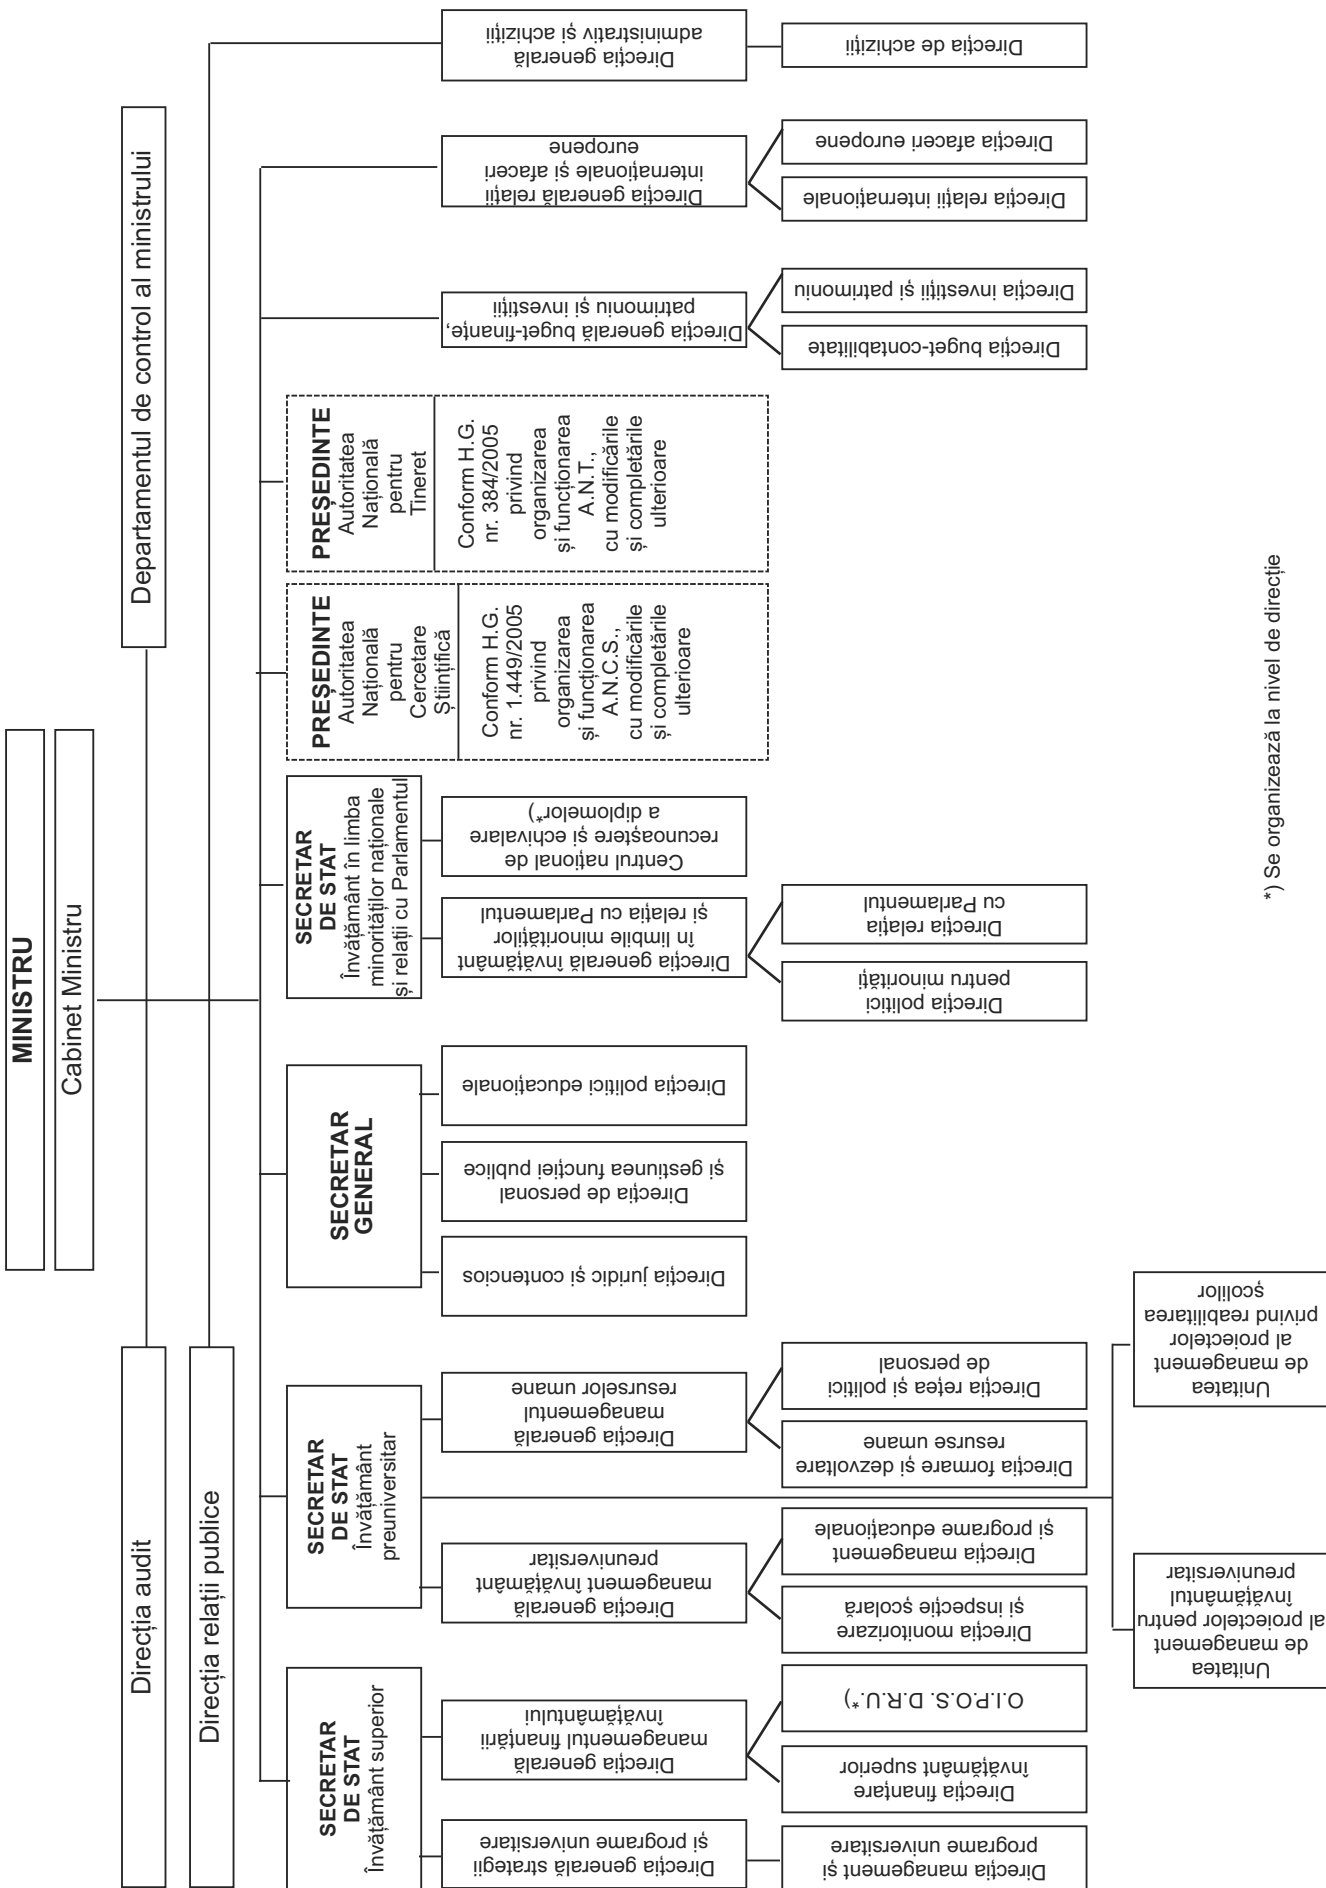 MINISTRU
Cabinet Ministru
Direcția audit
Departamentul de control al ministrului
Direcția relații publice
SECRETAR
DE STAT
Învățământ superior
SECRETAR
DE STAT
Învățământ
preuniversitar
SECRETAR
GENERAL
SECRETAR
DE STAT
Învățământ în limba
minorităților naționale
și relații cu Parlamentul
PREȘEDINTE
Autoritatea
Națională
pentru
Cercetare
Științifică
Conform H.G.
nr. 1.449/2005
privind
organizarea
și funcționarea
A.N.C.S.,
cu modificările
și completările
ulterioare
PREȘEDINTE
Autoritatea
Națională
pentru
Tineret
Conform H.G.
nr. 384/2005
privind
organizarea
și funcționarea
A.N.T.,
cu modificările
și completările
ulterioare
Direcția generală strategii
și programe universitare
Direcția generală
managementul finanțării
învățământului
Direcția generală
management învățământ
preuniversitar
Direcția generală
managementul
resurselor umane
Direcția juridic și contencios
Direcția de personal
și gestiunea funcției publice
Direcția politici educaționale
Direcția generală învățământ
în limbile minorităților
și relația cu Parlamentul
Centrul național de
recunoaștere și echivalare
a diplomelor*)
Direcția generală buget-finanțe,
patrimoniu și investiții
Direcția generală relații
internaționale și afaceri
europene
Direcția generală
administrativ și achiziții
Direcția management și
programe universitare
Direcția finanțare
învățământ superior
O.I.P.O.S. D.R.U.*)
Direcția monitorizare
și inspecție școlară
Direcția management
și programe educaționale
Direcția formare și dezvoltare
resurse umane
Direcția rețea și politici
de personal
Direcția politici
pentru minorități
Direcția relația
cu Parlamentul
Direcția buget-contabilitate
Direcția investiții și patrimoniu
Direcția relații internaționale
Direcția afaceri europene
Direcția de achiziții
Unitatea
de management
al proiectelor pentru
învățământul
preuniversitar
Unitatea
de management
al proiectelor
privind reabilitarea
școlilor
*) Se organizează la nivel de direcție